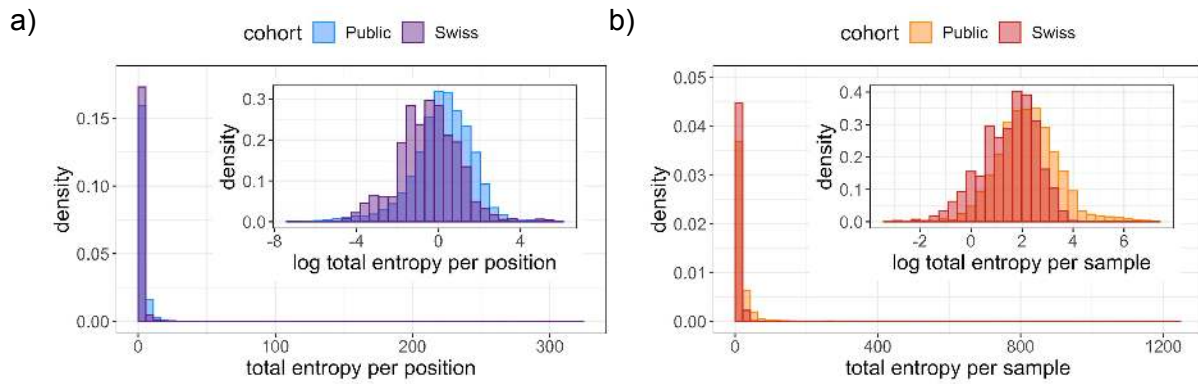 a)
cohort Public Swiss
0.15
0.10
0.05
0.00
density
0 100 200 300
total entropy per position
0.3
0.2
0.1
0.0
density
-8 -4 0 4
log total entropy per position
b)
cohort Public Swiss
0.05
0.04
0.03
0.02
0.01
0.00
density
0 400 800 1200
total entropy per sample
0.4
0.3
0.2
0.1
0.0
density
-2 0 2 4 6
log total entropy per sample